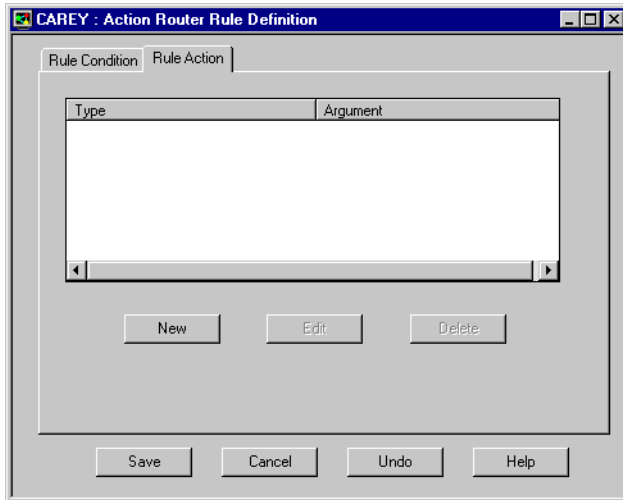 CAREY : Action Router Rule Definition
Rule Condition Rule Action
Type Argument
New Edit Delete
Save Cancel Undo Help